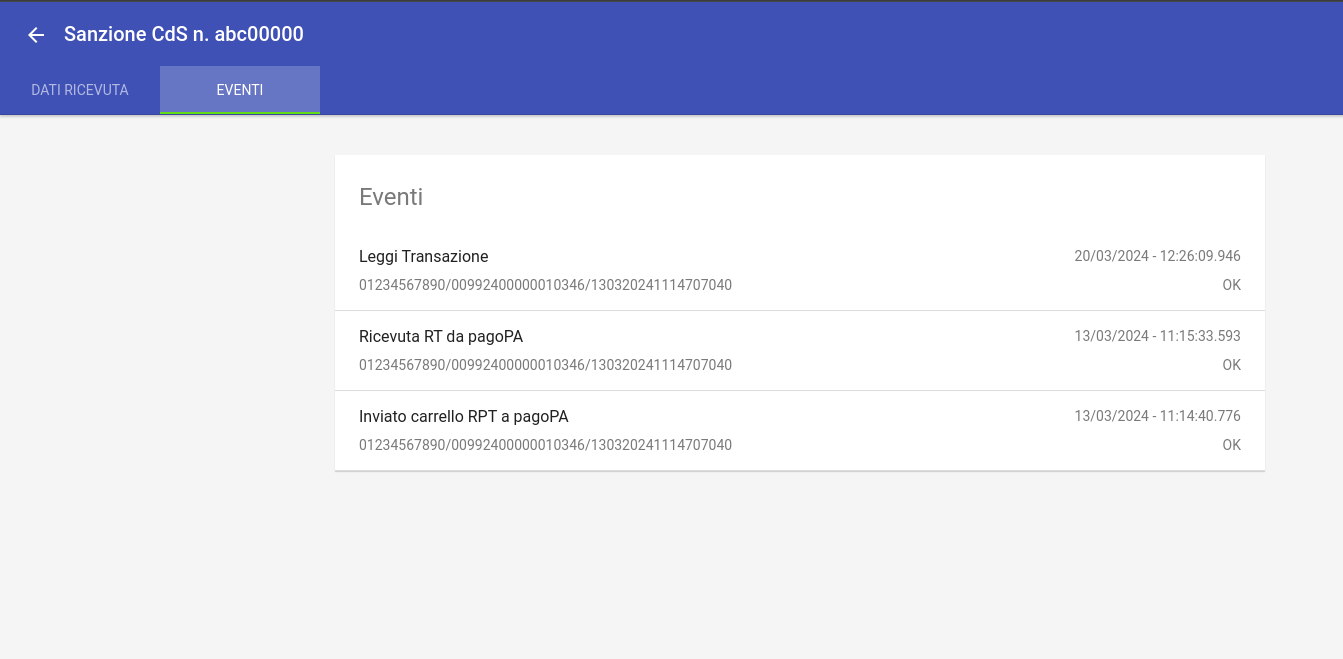 Sanzione CdS n. abc00000
DATI RICEVUTA
EVENTI
Eventi
Leggi Transazione
20/03/2024 - 12:26:09.946
01234567890/00992400000010346/130320241114707040
OK
Ricevuta RT da pagoPA
13/03/2024 - 11:15:33.593
01234567890/00992400000010346/130320241114707040
OK
Inviato carrello RPT a pagoPA
13/03/2024 - 11:14:40.776
01234567890/00992400000010346/130320241114707040
OK